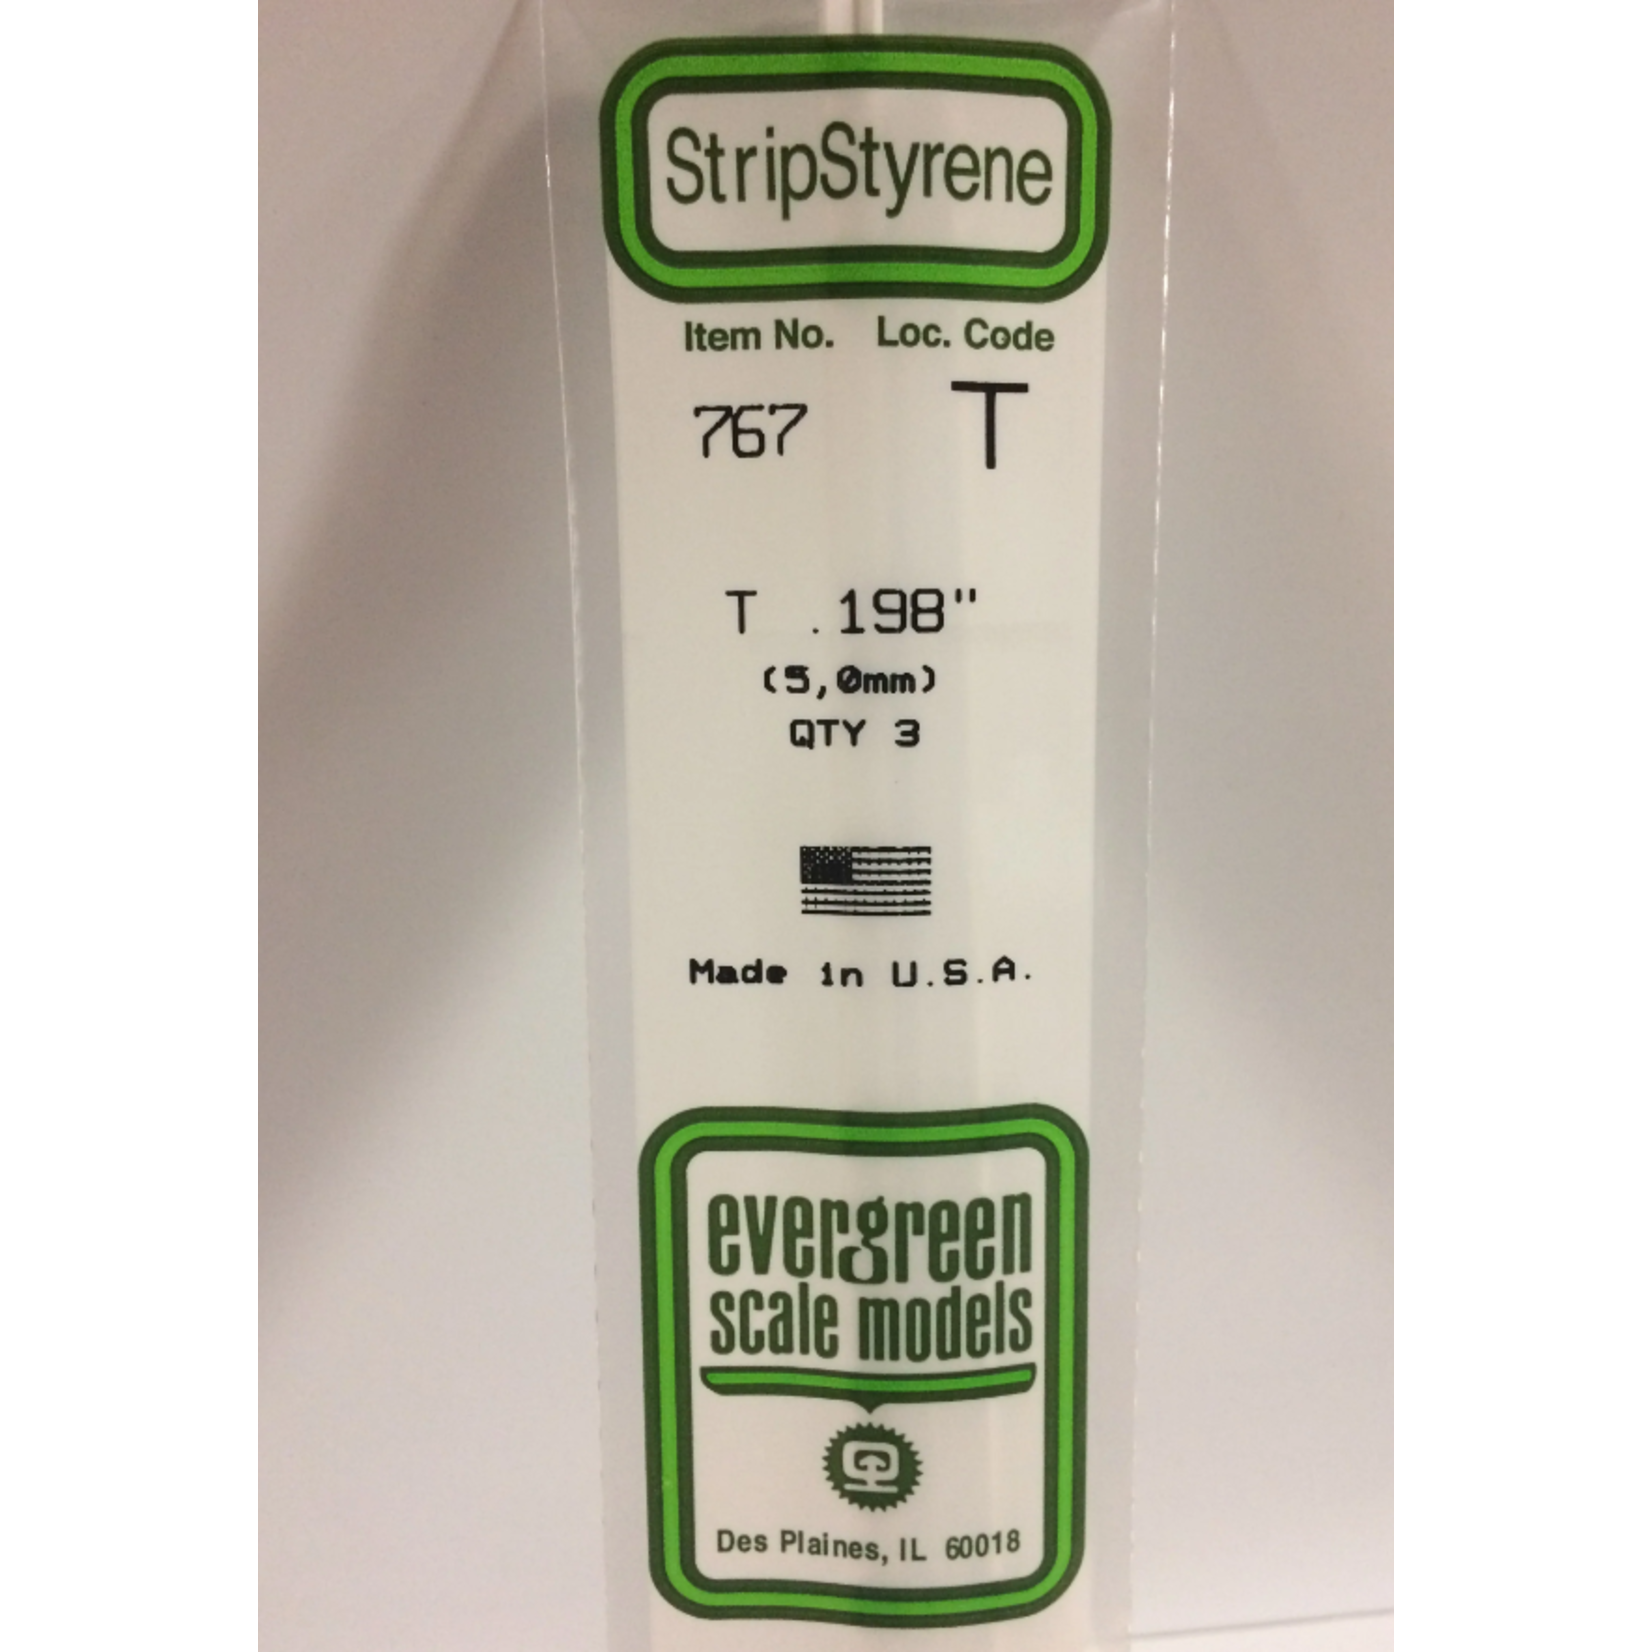 StripStyrene
Item No. Loc. Code
767 T
T .198"
(5,0mm)
QTY 3
Made in U.S.A.
evergreen
scale models
Des Plaines, IL 60018